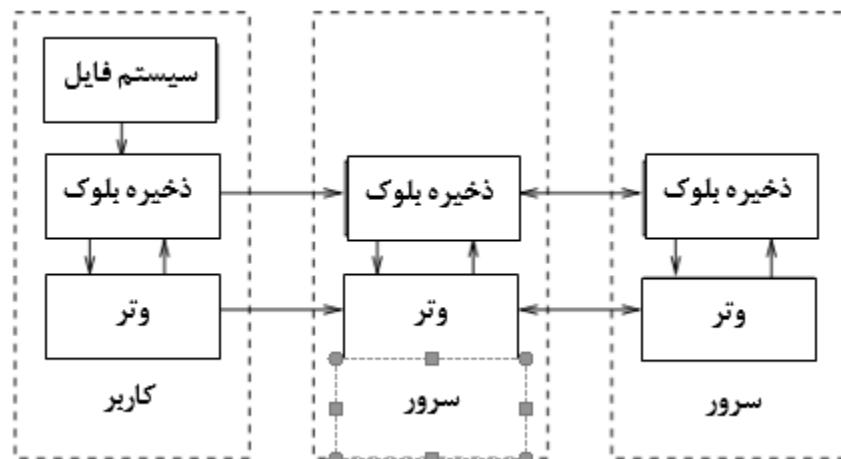 سیستم فایل
ذخیره بلوک
ذخیره بلوک
ذخیره بلوک
وتر
وتر
وتر
کاربر
سرور
سرور